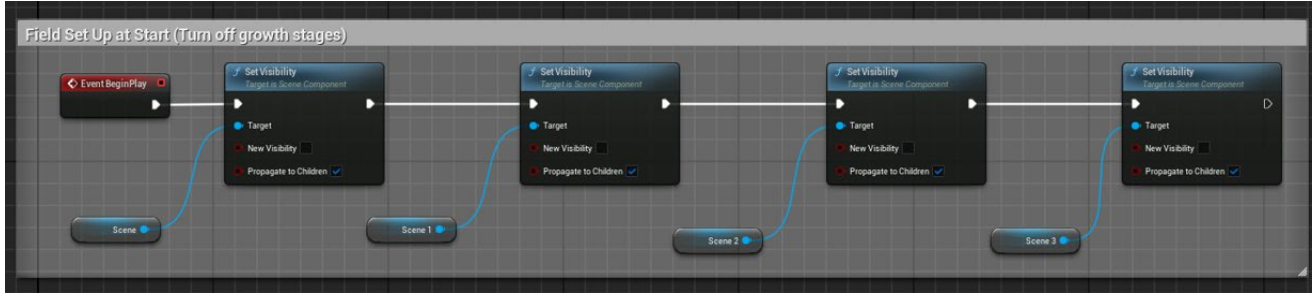 Field Set Up at Start (Turn off growth stages)
Event BeginPlay
f Set Visibility
Target is Scene Component
Target
New Visibility
Propagate to Children
Scene
f Set Visibility
Target is Scene Component
Target
New Visibility
Propagate to Children
Scene 1
f Set Visibility
Target is Scene Component
Target
New Visibility
Propagate to Children
Scene 2
f Set Visibility
Target is Scene Component
Target
New Visibility
Propagate to Children
Scene 3